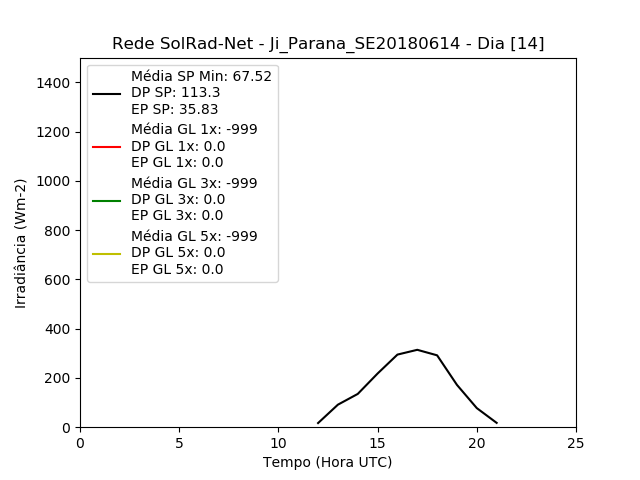 Rede SolRad-Net - Ji_Parana_SE20180614 - Dia [14]
Média SP Min: 67.52
DP SP: 113.3
EP SP: 35.83
Média GL 1x: -999
DP GL 1x: 0.0
EP GL 1x: 0.0
Média GL 3x: -999
DP GL 3x: 0.0
EP GL 3x: 0.0
Média GL 5x: -999
DP GL 5x: 0.0
EP GL 5x: 0.0
Irradiância (Wm-2)
1400
1200
1000
800
600
400
200
0
0 5 10 15 20 25
Tempo (Hora UTC)